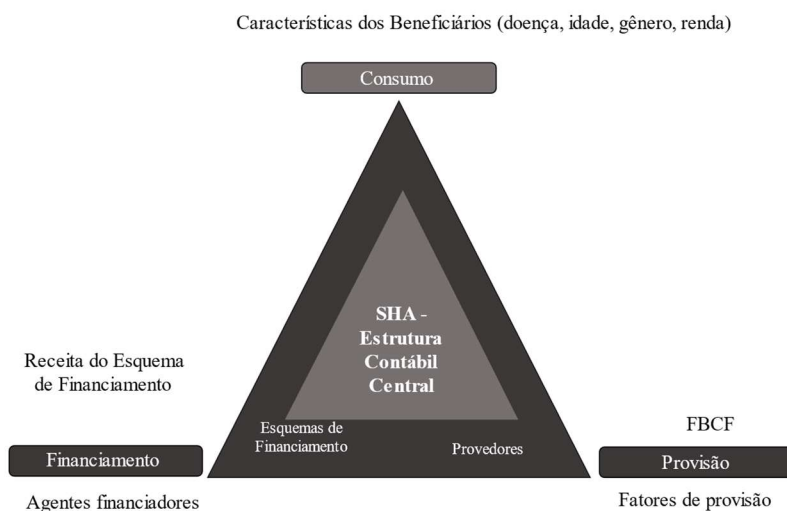 Características dos Beneficiários (doença, idade, gênero, renda)
Consumo
SHA -
Estrutura
Contábil
Central
Receita do Esquema
de Financiamento
Esquemas de
Financiamento
Provedores
FBCF
Financiamento
Provisão
Agentes financiadores
Fatores de provisão